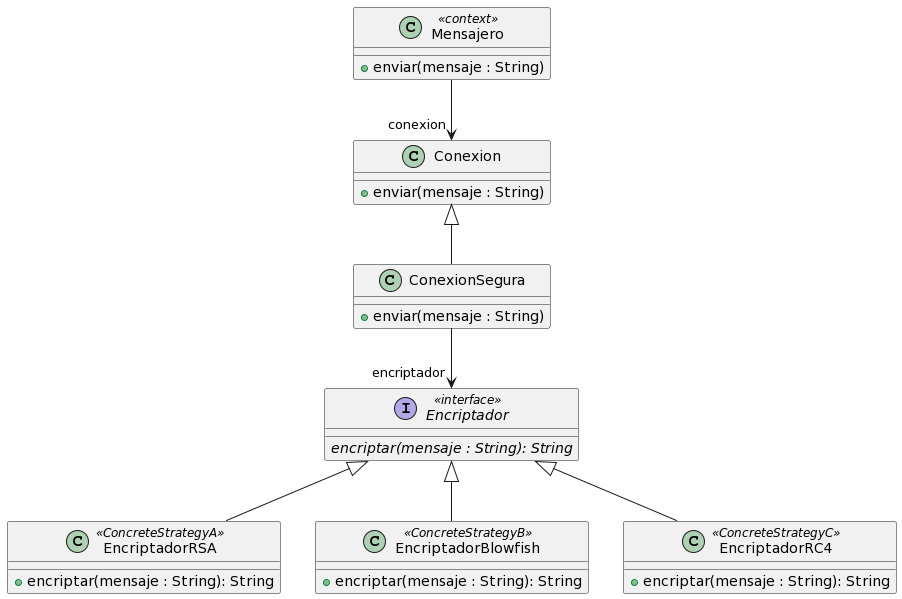 «context»
C Mensajero
enviar(mensaje : String)
conexion
C Conexion
enviar(mensaje : String)
C ConexionSegura
enviar(mensaje : String)
encriptador
«interface»
I Encriptador
encriptar(mensaje : String): String
«ConcreteStrategyA»
C EncriptadorRSA
encriptar(mensaje : String): String
«ConcreteStrategyB»
C EncriptadorBlowfish
encriptar(mensaje : String): String
«ConcreteStrategyC»
C EncriptadorRC4
encriptar(mensaje : String): String